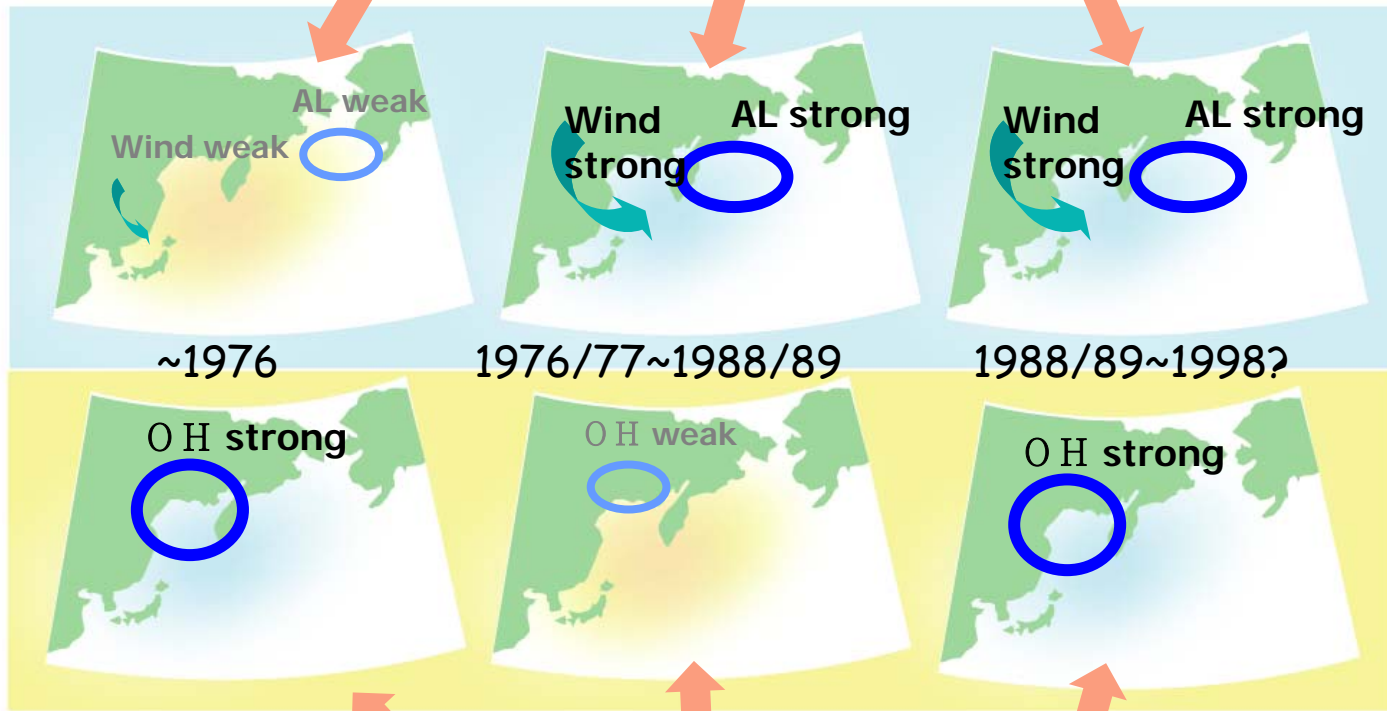 AL weak
Wind weak
Wind
strong
AL strong
Wind
strong
AL strong
~1976
1976/77~1988/89
1988/89~1998?
ＯＨ strong
ＯＨ weak
ＯＨ strong